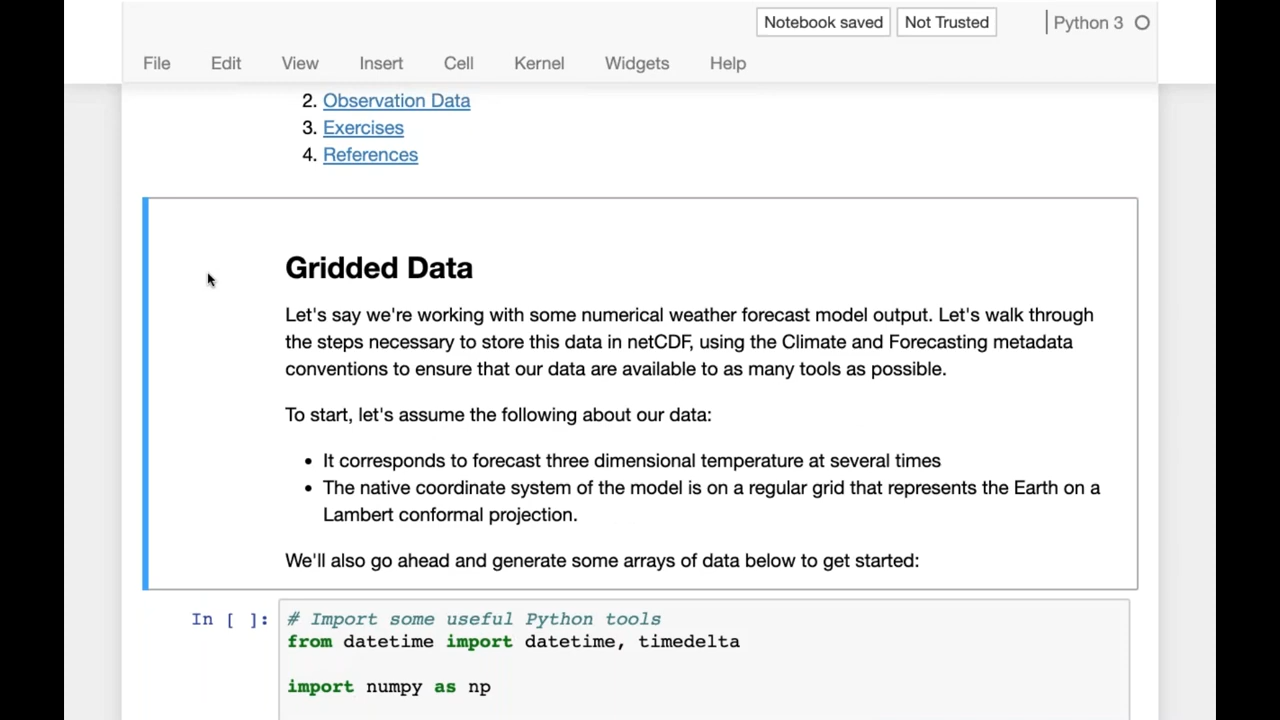 Notebook saved Not Trusted Python 3
File Edit View Insert Cell Kernel Widgets Help
2. Observation Data
3. Exercises
4. References
Gridded Data
Let's say we're working with some numerical weather forecast model output. Let's walk through
the steps necessary to store this data in netCDF, using the Climate and Forecasting metadata
conventions to ensure that our data are available to as many tools as possible.
To start, let's assume the following about our data:
• It corresponds to forecast three dimensional temperature at several times
• The native coordinate system of the model is on a regular grid that represents the Earth on a
Lambert conformal projection.
We'll also go ahead and generate some arrays of data below to get started:
In [ ]: # Import some useful Python tools
from datetime import datetime, timedelta
import numpy as np